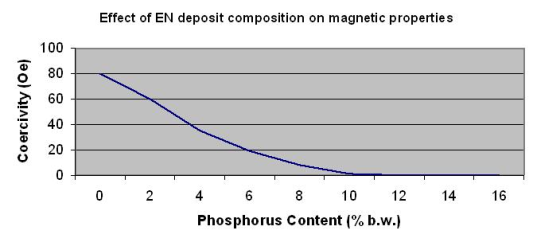 Effect of EN deposit composition on magnetic properties
Coercivity (Oe)
100
80
60
40
20
0
0 2 4 6 8 10 12 14 16
Phosphorus Content (% b.w.)